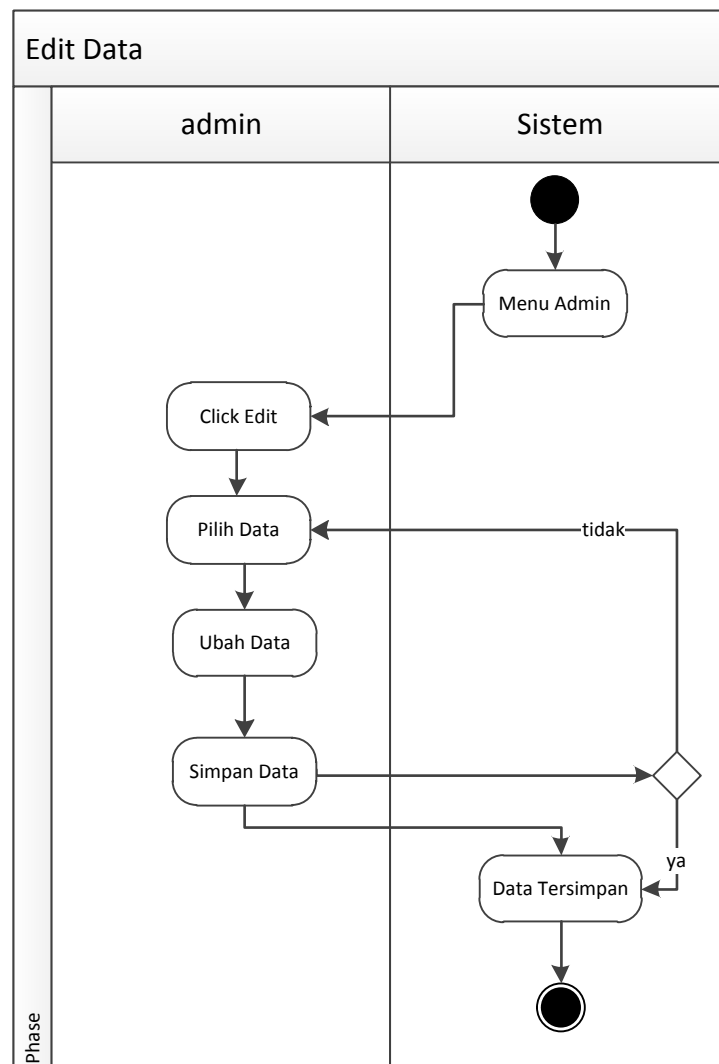 Edit Data
admin
Sistem
Menu Admin
Click Edit
Pilih Data
tidak
Ubah Data
Simpan Data
ya
Data Tersimpan
Phase